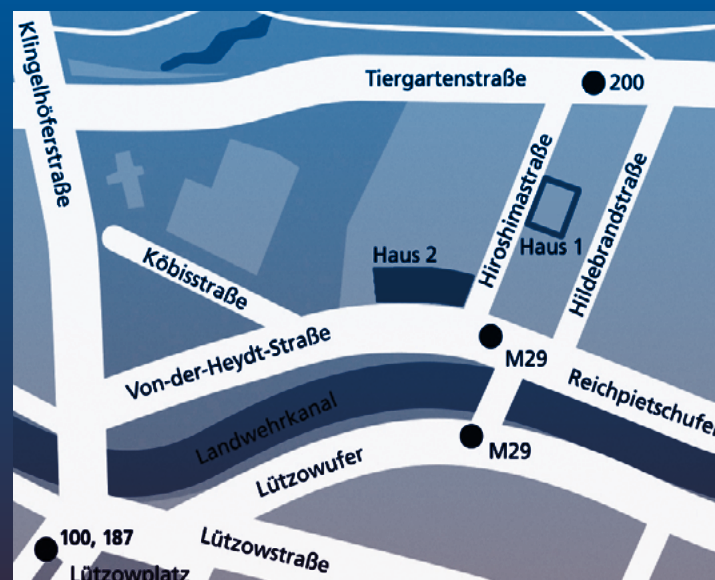 Klingelhöferstraße
Tiergartenstraße
200
Hiroshimastraße
Hildebrandstraße
Haus 1
Haus 2
Köbisstraße
Von-der-Heydt-Straße
M29
Reichpietschufer
Landwehrkanal
M29
Lützowufer
100, 187
Lützowstraße
Lützowplatz